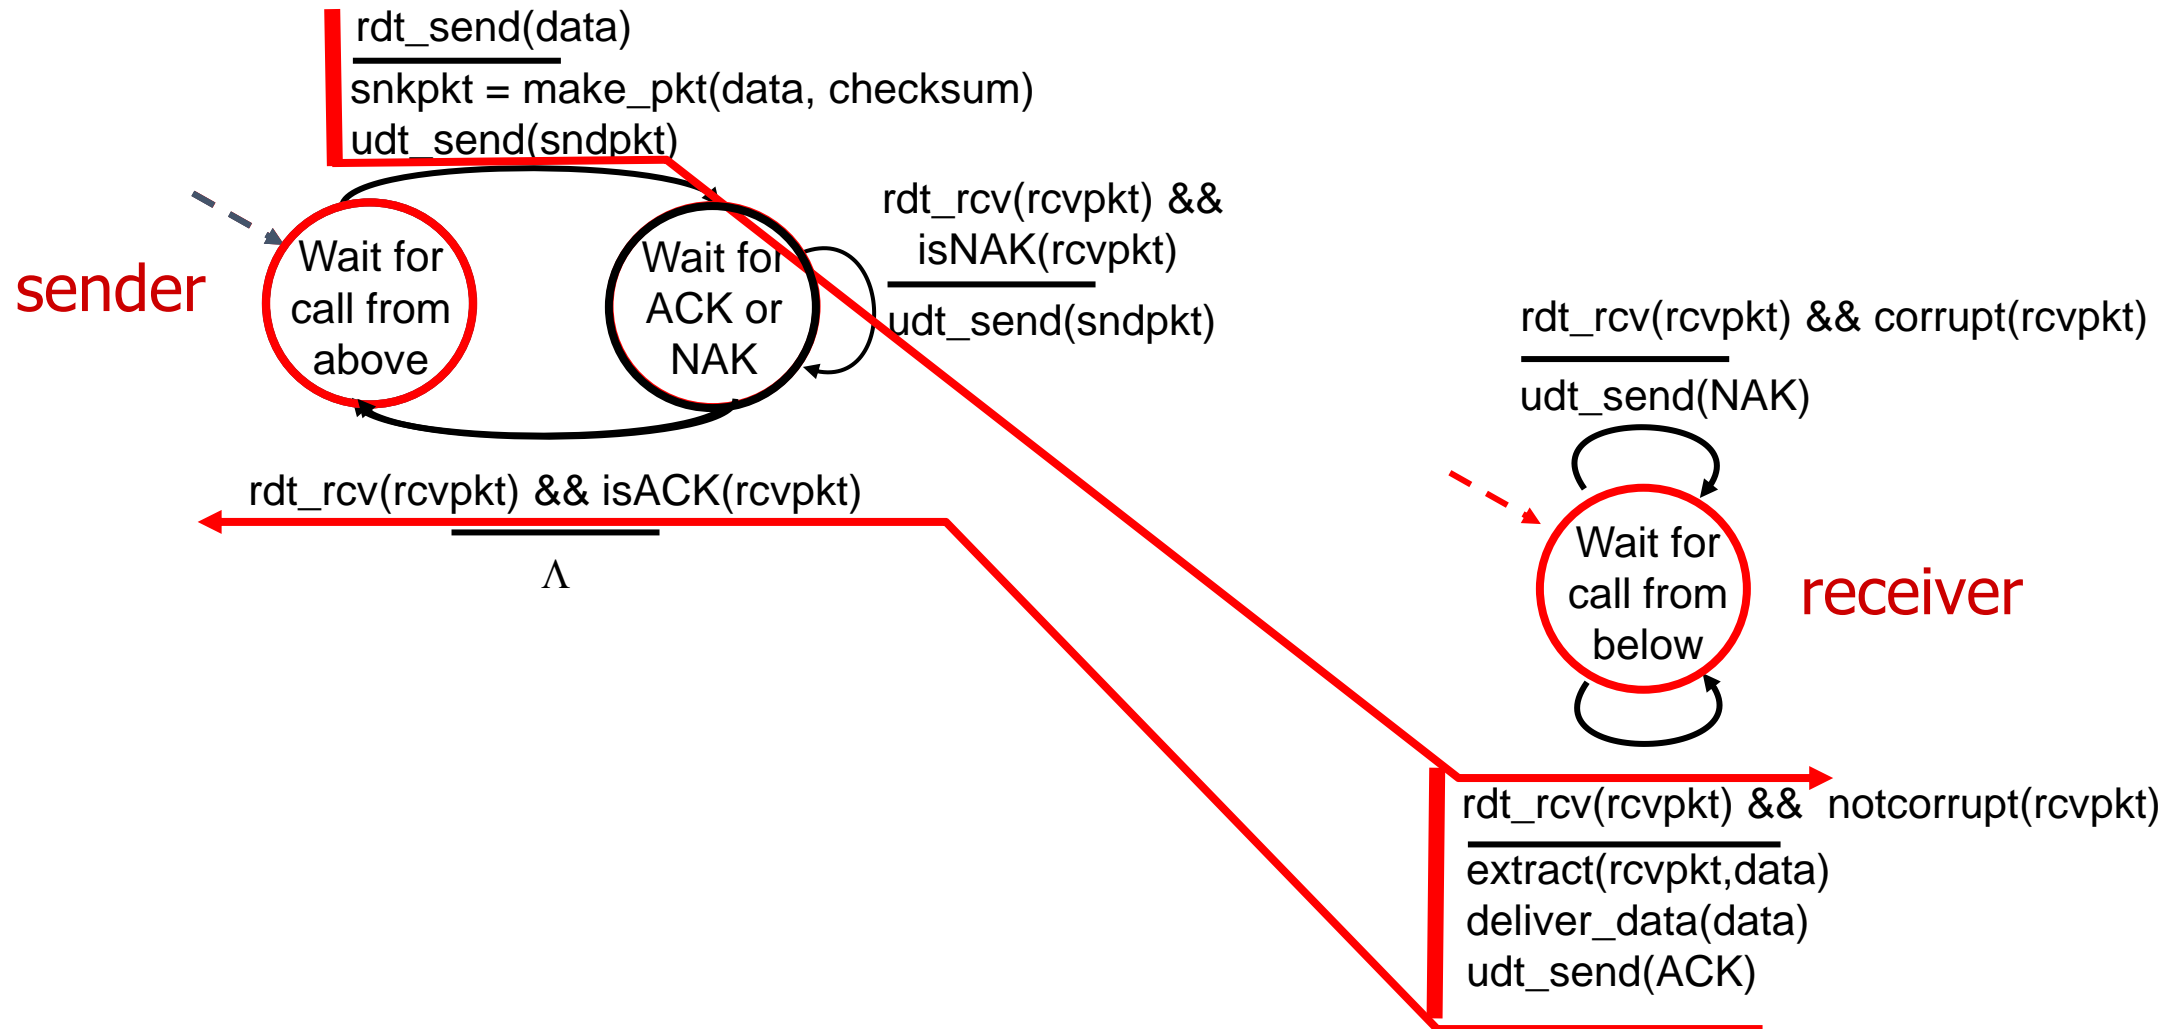 rdt_send(data)
snkpkt = make_pkt(data, checksum)
udt_send(sndpkt)
sender
Wait for
call from
above
Wait for
ACK or
NAK
rdt_rcv(rcvpkt) &&
isNAK(rcvpkt)
udt_send(sndpkt)
rdt_rcv(rcvpkt) && isACK(rcvpkt)
Λ
rdt_rcv(rcvpkt) && corrupt(rcvpkt)
udt_send(NAK)
Wait for
call from
below
receiver
rdt_rcv(rcvpkt) && notcorrupt(rcvpkt)
extract(rcvpkt,data)
deliver_data(data)
udt_send(ACK)